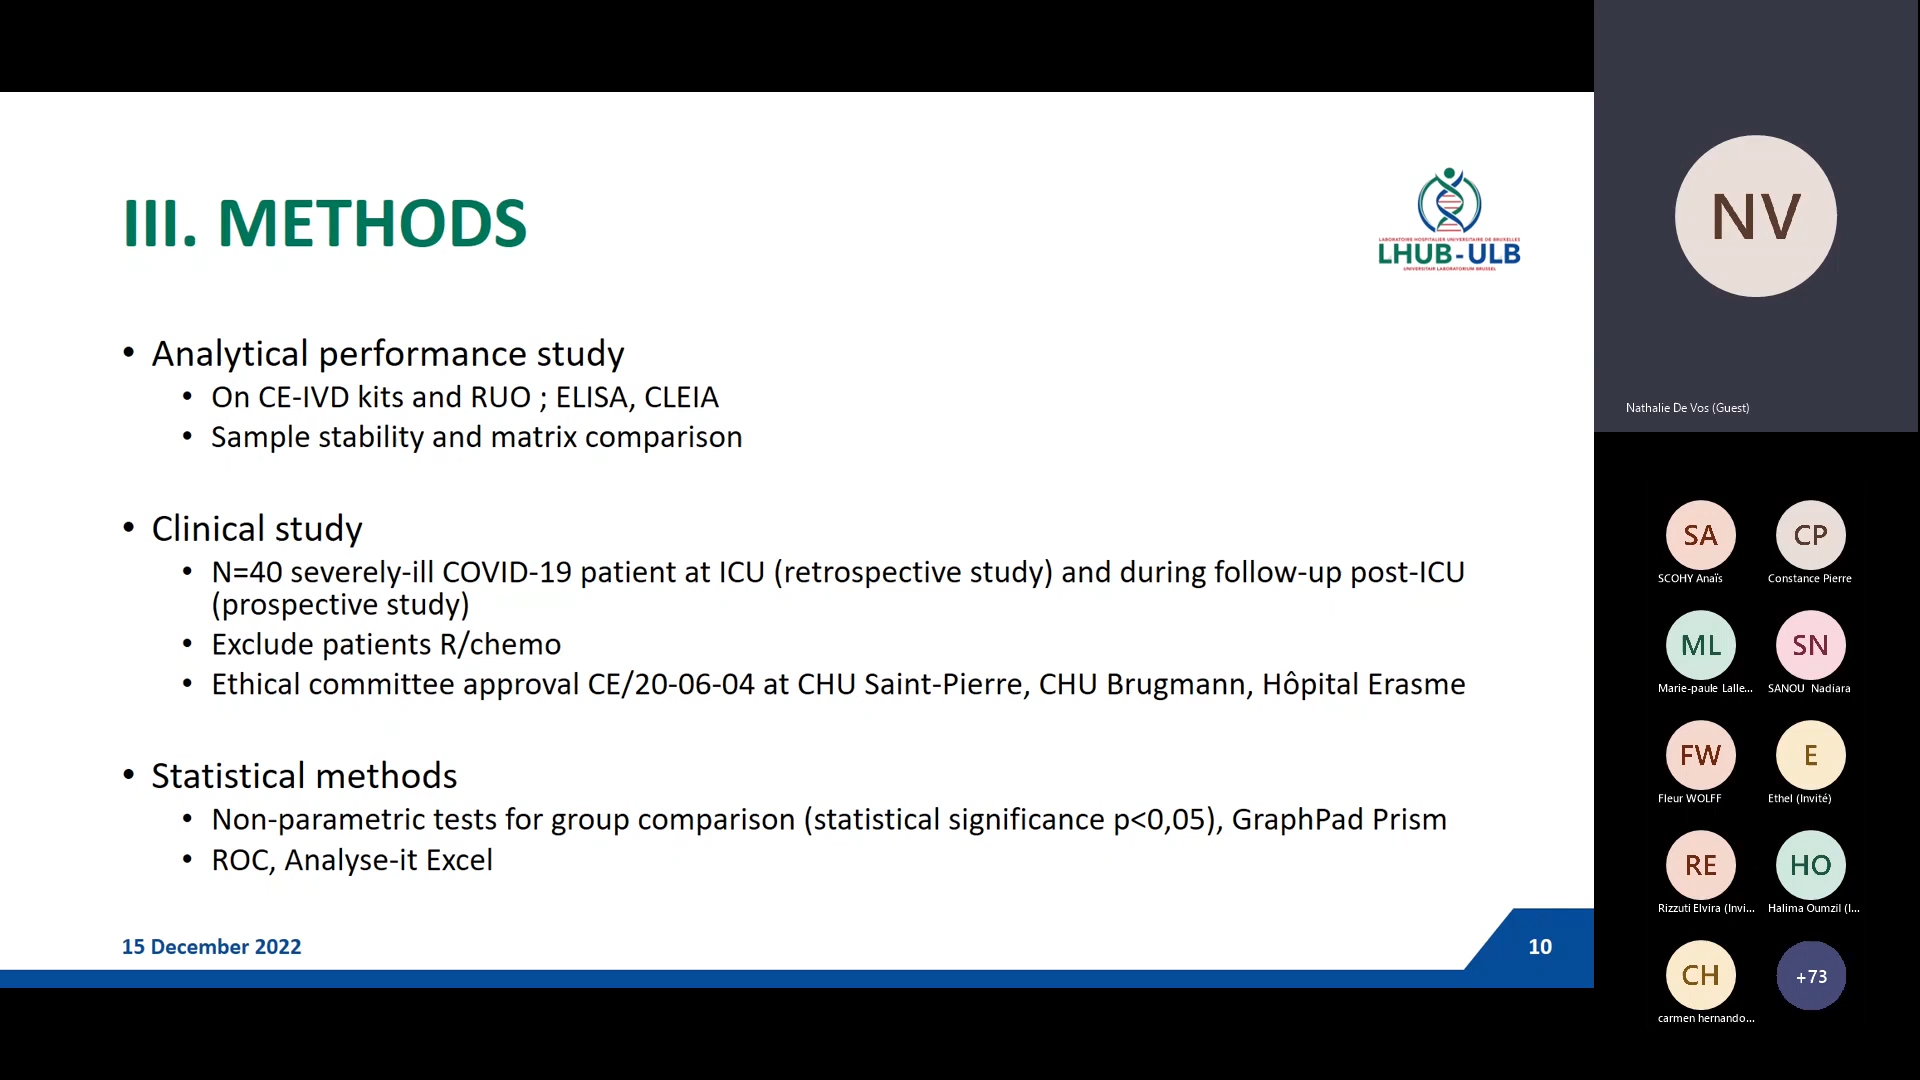 III. METHODS
LABORATOIRE HOSPITALIER UNIVERSITAIRE DE BRUXELLES
LHUB-ULB
UNIVERSITAIR LABORATORIUM BRUSSEL
• Analytical performance study
• On CE-IVD kits and RUO ; ELISA, CLEIA
• Sample stability and matrix comparison
• Clinical study
• N=40 severely-ill COVID-19 patient at ICU (retrospective study) and during follow-up post-ICU
(prospective study)
• Exclude patients R/chemo
• Ethical committee approval CE/20-06-04 at CHU Saint-Pierre, CHU Brugmann, Hôpital Erasme
• Statistical methods
• Non-parametric tests for group comparison (statistical significance p<0,05), GraphPad Prism
• ROC, Analyse-it Excel
15 December 2022
10
NV
Nathalie De Vos (Guest)
SA
CP
SCOHY Anaïs
Constance Pierre
ML
SN
Marie-paule Lalle...
SANOU Nadiara
FW
E
Fleur WOLFF
Ethel (Invité)
RE
HO
Rizzuti Elvira (Invi...
Halima Oumzil (I...
CH
+73
carmen hernando...